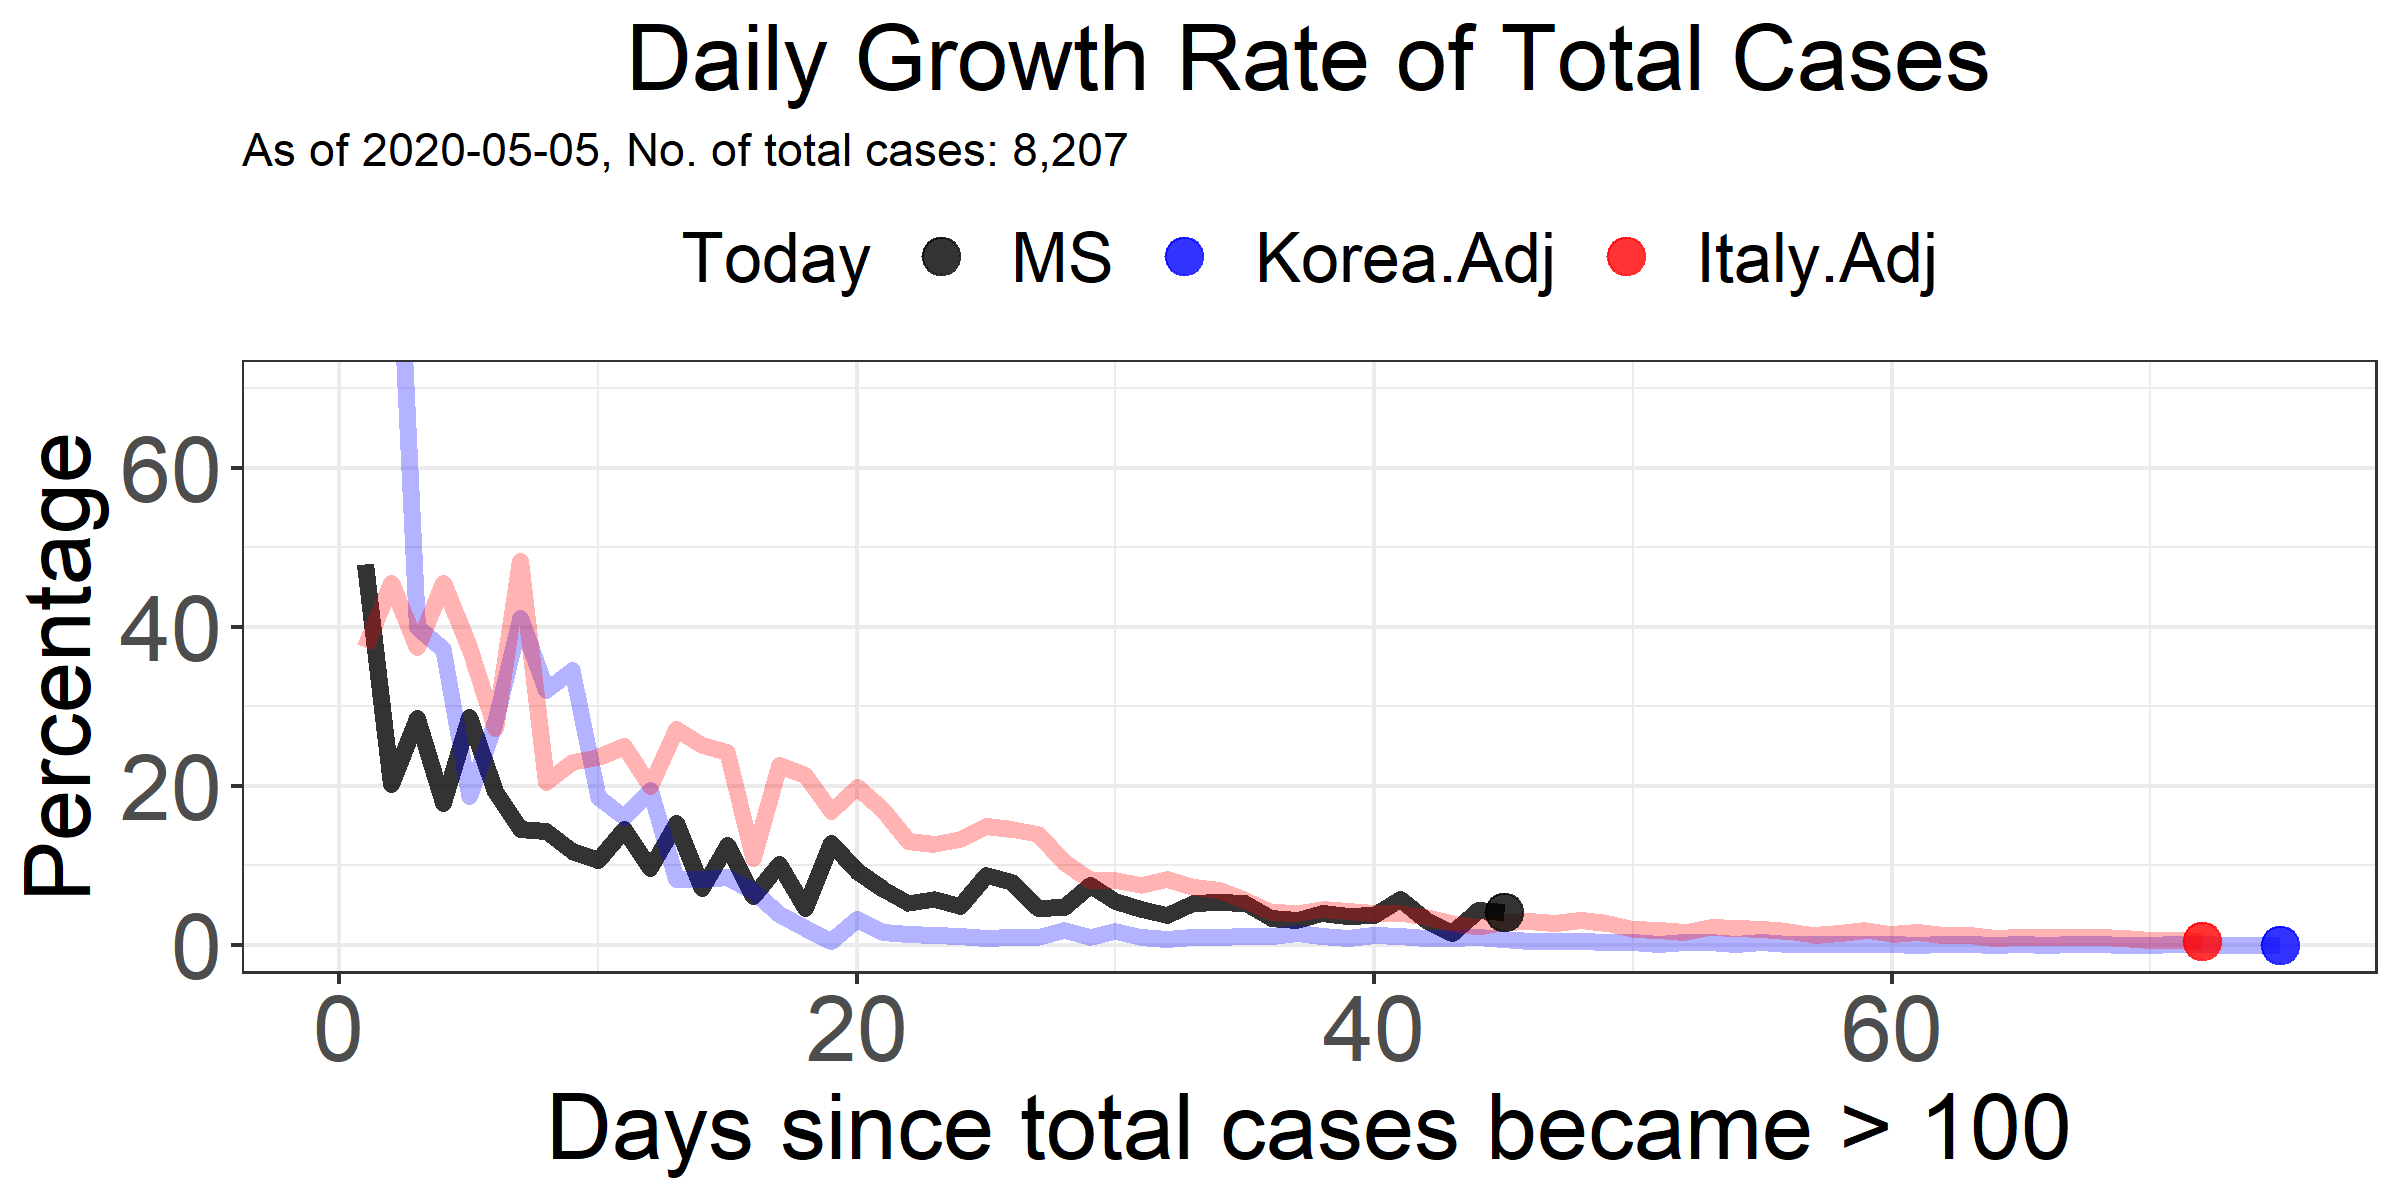 Daily Growth Rate of Total Cases
As of 2020-05-05, No. of total cases: 8,207
Today MS Korea.Adj Italy.Adj
Percentage
60
40
20
0
0 20 40 60
Days since total cases became > 100